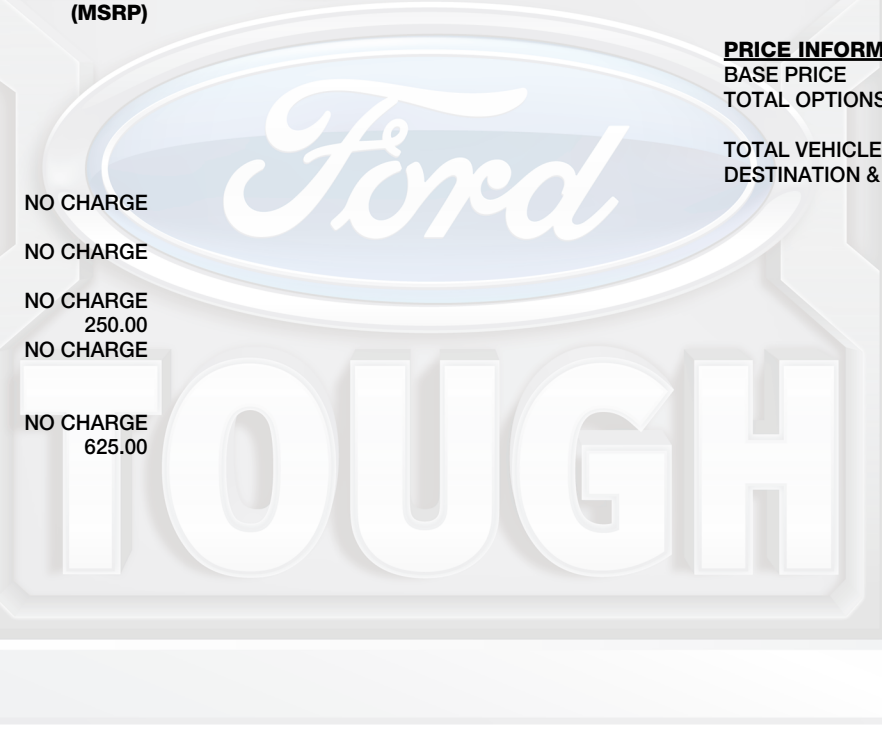 (MSRP)
NO CHARGE
NO CHARGE
NO CHARGE
250.00
NO CHARGE
NO CHARGE
625.00
PRICE INFORM
BASE PRICE
TOTAL OPTIONS
TOTAL VEHICLE
DESTINATION &
Ford
TOUGH